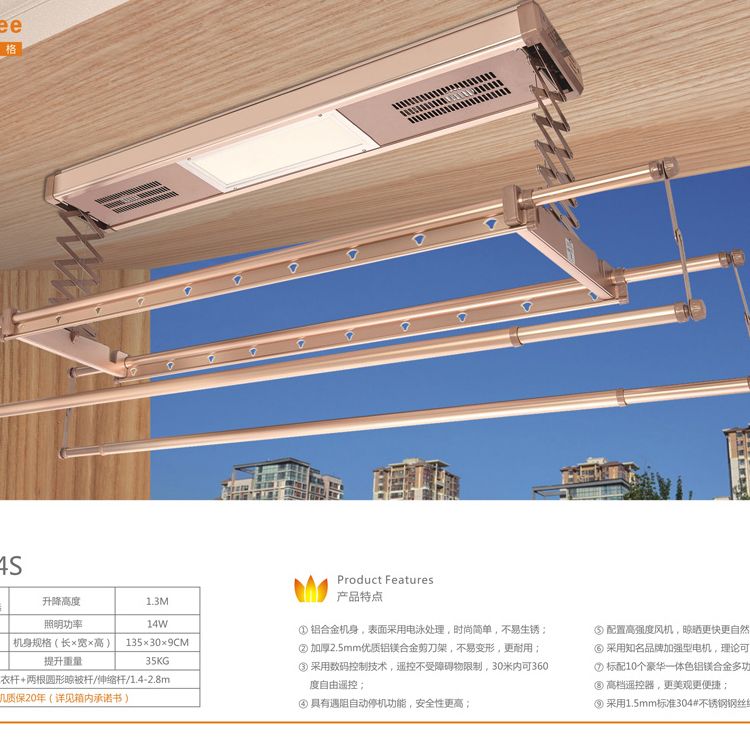 ee
格
4S
升降高度 1.3M
照明功率 14W
机身规格（长×宽×高） 135×30×9CM
提升重量 35KG
衣杆+两根圆形晾被杆/伸缩杆/1.4-2.8m
机质保20年（详见箱内承诺书）
Product Features
产品特点
① 铝合金机身，表面采用电泳处理，时尚简单，不易生锈；
② 加厚2.5mm优质铝镁合金剪刀架，不易变形，更耐用；
③ 采用数码控制技术，遥控不受障碍物限制，30米内可360
度自由遥控；
④ 具有遇阻自动停机功能，安全性更高；
⑤ 配置高强度风机，晾晒更快更自然
⑥ 采用知名品牌加强型电机，理论可
⑦ 标配10个豪华一体色铝镁合金多功
⑧ 高档遥控器，更美观更便捷；
⑨ 采用1.5mm标准304#不锈钢钢丝